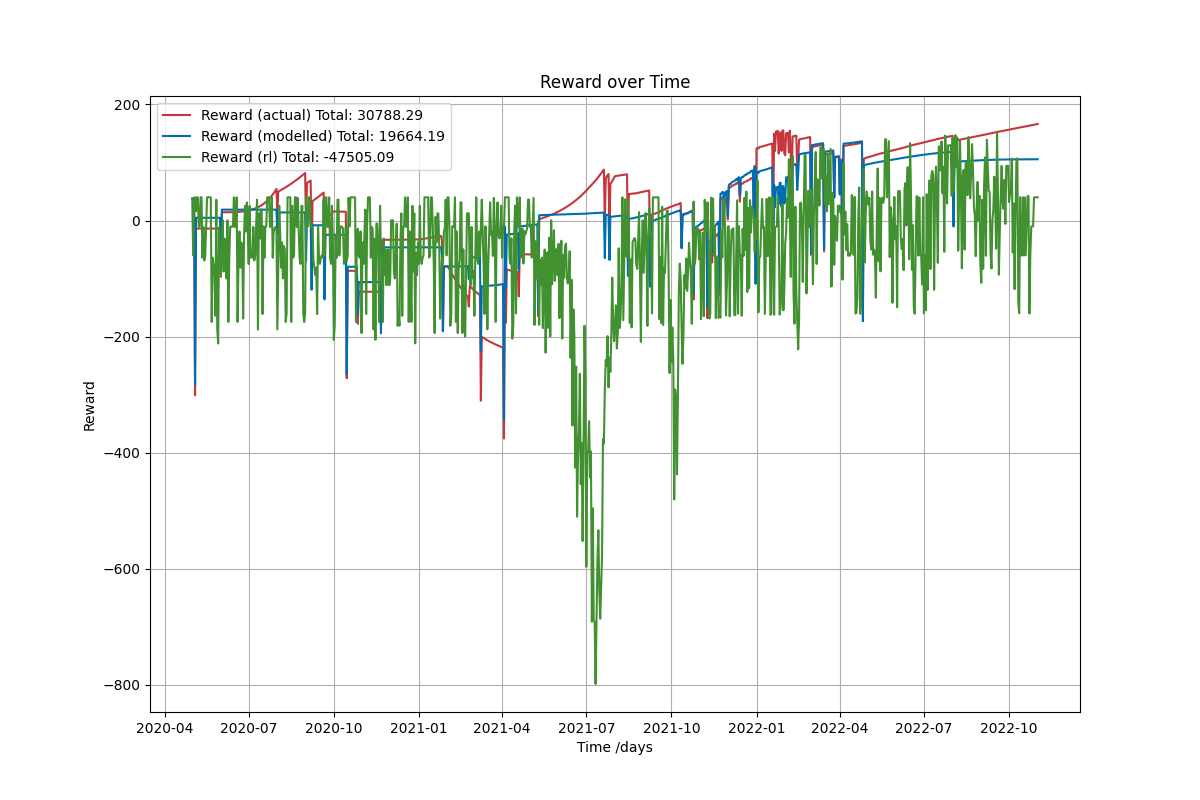 Reward over Time
Reward (actual) Total: 30788.29
Reward (modelled) Total: 19664.19
Reward (rl) Total: -47505.09
200
0
−200
−400
−600
−800
Reward
2020-04 2020-07 2020-10 2021-01 2021-04 2021-07 2021-10 2022-01 2022-04 2022-07 2022-10
Time /days